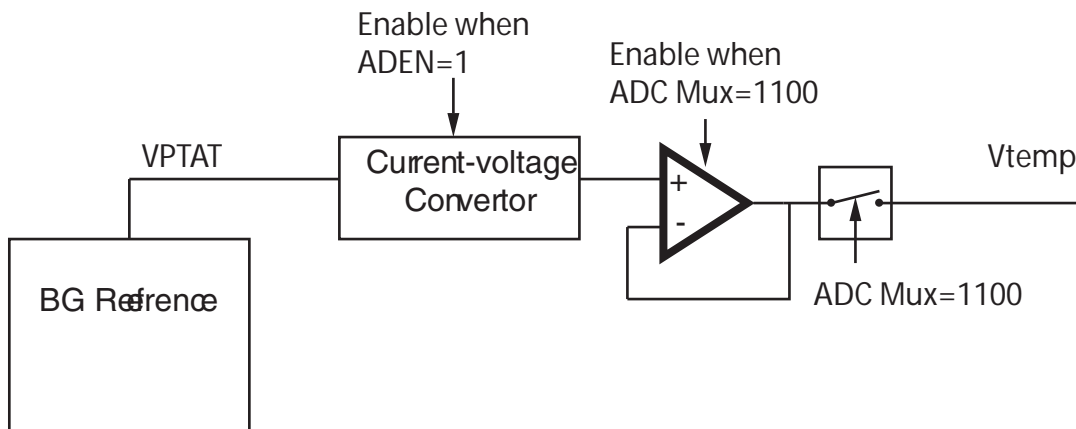 Enable when
ADEN=1
Enable when
ADC Mux=1100
VPTAT
Current-voltage
Convertor
Vtemp
+
-
BG Refrence
ADC Mux=1100